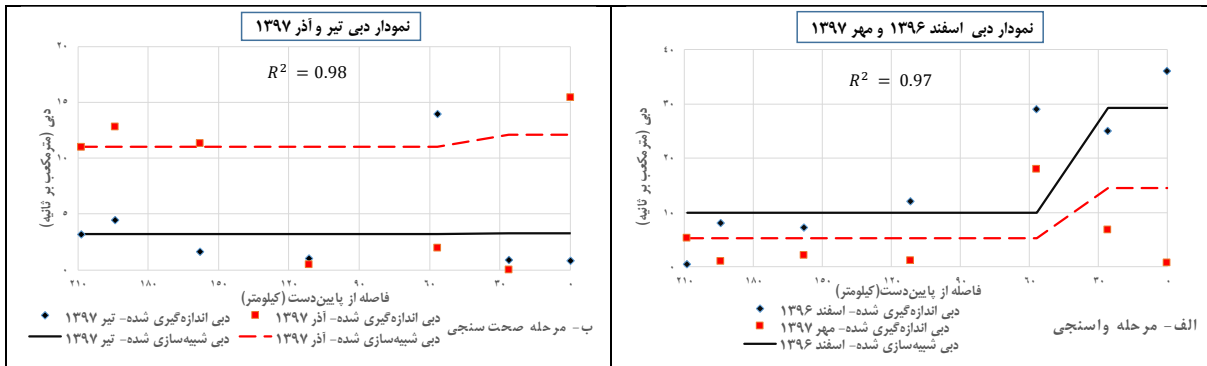 نمودار دبی اسفند ۱۳۹۶ و مهر ۱۳۹۷
R² = 0.97
دبی (مترمکعب بر ثانیه)
۴۰
۳۰
۲۰
۱۰
۰
۲۱۰ ۱۸۰ ۱۵۰ ۱۲۰ ۹۰ ۶۰ ۳۰ ۰
فاصله از پایین‌دست(کیلومتر)
دبی اندازه‌گیری شده- اسفند ۱۳۹۶
دبی اندازه‌گیری شده- مهر ۱۳۹۷
دبی شبیه‌سازی شده- اسفند ۱۳۹۶
الف- مرحله واسنجی
نمودار دبی تیر و آذر ۱۳۹۷
R² = 0.98
دبی (مترمکعب بر ثانیه)
۲۰
۱۵
۱۰
۵
۰
۲۱۰ ۱۸۰ ۱۵۰ ۱۲۰ ۹۰ ۶۰ ۳۰ ۰
فاصله از پایین‌دست(کیلومتر)
دبی اندازه‌گیری شده- آذر ۱۳۹۷
دبی اندازه‌گیری شده- تیر ۱۳۹۷
دبی شبیه‌سازی شده- آذر ۱۳۹۷
دبی شبیه‌سازی شده- تیر ۱۳۹۷
ب- مرحله صحت سنجی